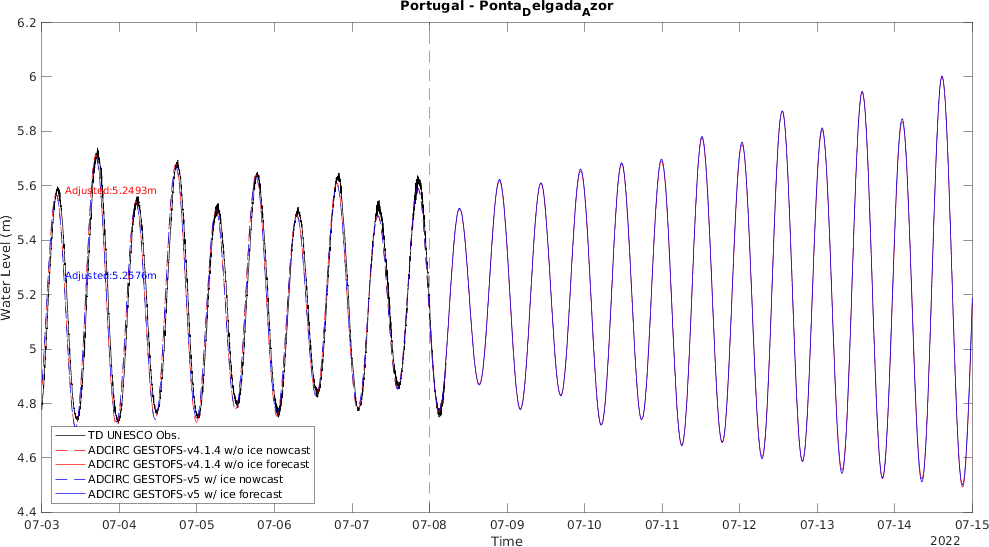 Portugal - PontaDelgadaAzor
6.2
6
5.8
5.6
5.4
5.2
5
4.8
4.6
4.4
Water Level (m)
Adjusted:5.2493m
Adjusted:5.2576m
TD UNESCO Obs.
ADCIRC GESTOFS-v4.1.4 w/o ice nowcast
ADCIRC GESTOFS-v4.1.4 w/o ice forecast
ADCIRC GESTOFS-v5 w/ ice nowcast
ADCIRC GESTOFS-v5 w/ ice forecast
07-03 07-04 07-05 07-06 07-07 07-08 07-09 07-10 07-11 07-12 07-13 07-14 07-15
Time
2022